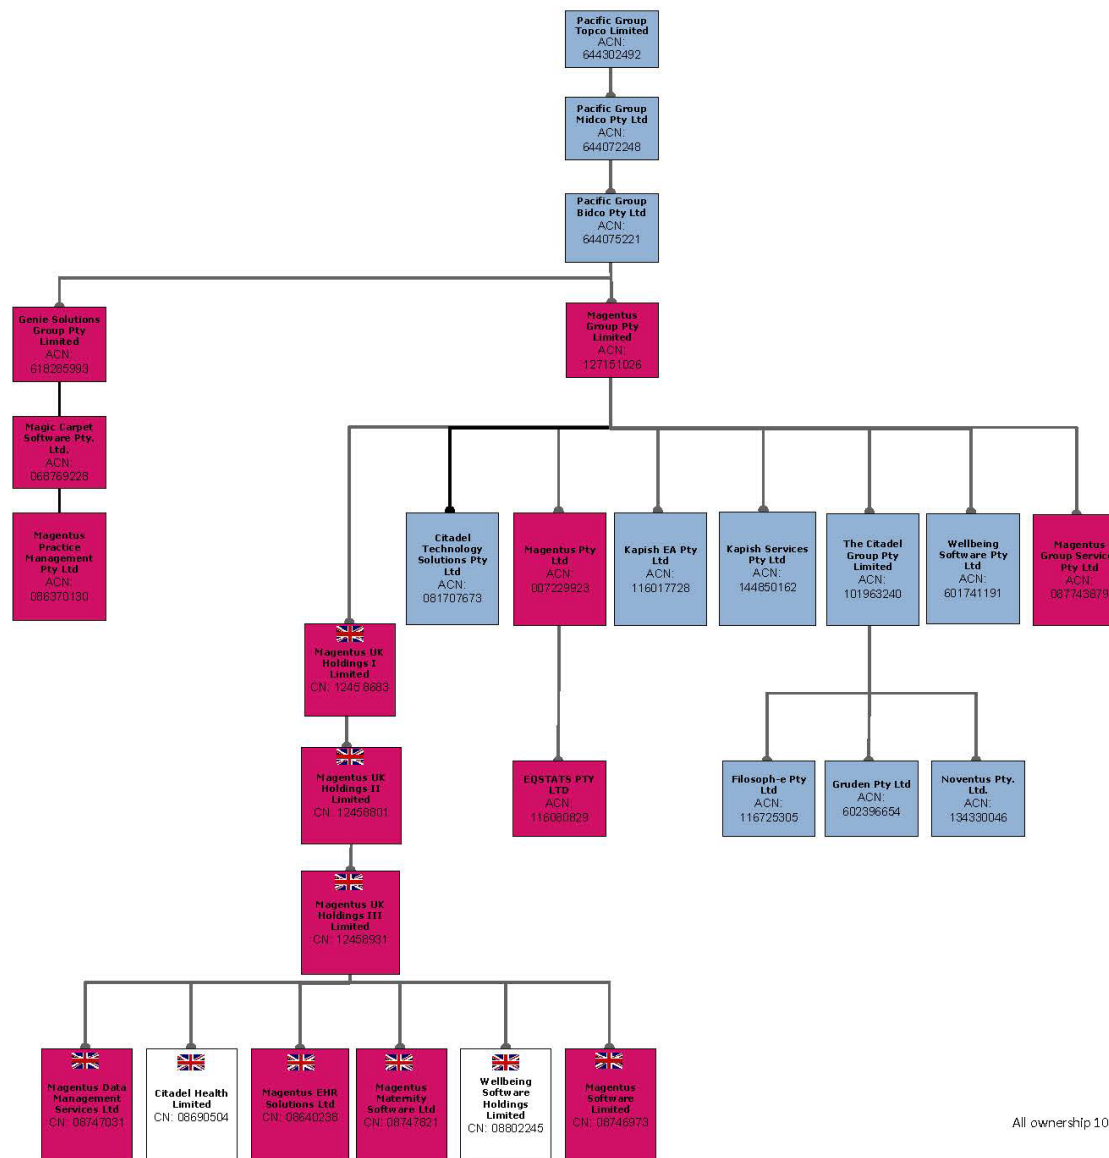 Pacific Group
Topco Limited
ACN:
644302492
Pacific Group
Midco Pty Ltd
ACN:
644072248
Pacific Group
Bidco Pty Ltd
ACN:
644075221
Genie Solutions
Group Pty
Limited
ACN:
618285993
Magentus
Group Pty
Limited
ACN:
127151026
Magic Carpet
Software Pty.
Ltd.
ACN:
068769228
Magentus
Practice
Management
Pty Ltd
ACN:
086370130
Citadel
Technology
Solutions Pty
Ltd
ACN:
081707673
Magentus Pty
Ltd
ACN:
007229923
Kapish EA Pty
Ltd
ACN:
116017728
Kapish Services
Pty Ltd
ACN:
144850162
The Citadel
Group Pty
Limited
ACN:
101963240
Wellbeing
Software Pty
Ltd
ACN:
601741191
Magentus
Group Service
Pty Ltd
ACN:
087743879
Magentus UK
Holdings I
Limited
CN: 12458683
Magentus UK
Holdings II
Limited
CN: 12458801
EQSTATS PTY
LTD
ACN:
116080829
Filosoph-e Pty
Ltd
ACN:
116725305
Gruden Pty Ltd
ACN:
602396654
Noventus Pty.
Ltd.
ACN:
134330046
Magentus UK
Holdings III
Limited
CN: 12458931
Magentus Data
Management
Services Ltd
CN: 08747031
Citadel Health
Limited
CN: 08690504
Magentus EHR
Solutions Ltd
CN: 08640238
Magentus
Maternity
Software Ltd
CN: 08747821
Wellbeing
Software
Holdings
Limited
CN: 08802245
Magentus
Software
Limited
CN: 08746973
All ownership 10